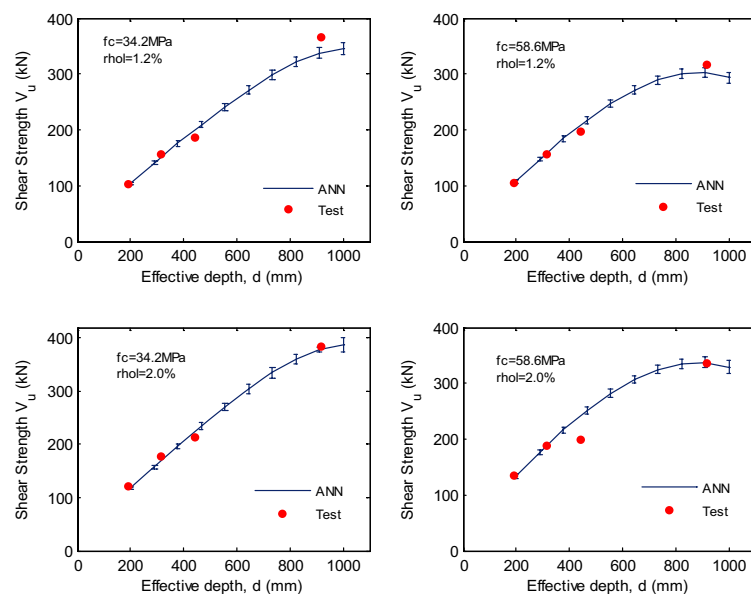 400
300
200
100
0
Shear Strength V_u (kN)
fc=34.2MPa
rhol=1.2%
ANN
Test
200 400 600 800 1000
Effective depth, d (mm)
400
300
200
100
0
Shear Strength V_u (kN)
fc=58.6MPa
rhol=1.2%
ANN
Test
200 400 600 800 1000
Effective depth, d (mm)
400
300
200
100
0
Shear Strength V_u (kN)
fc=34.2MPa
rhol=2.0%
ANN
Test
200 400 600 800 1000
Effective depth, d (mm)
400
300
200
100
0
Shear Strength V_u (kN)
fc=58.6MPa
rhol=2.0%
ANN
Test
200 400 600 800 1000
Effective depth, d (mm)